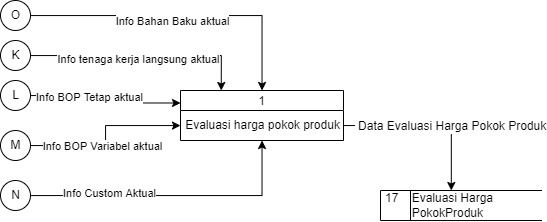 O
Info Bahan Baku aktual
K
Info tenaga kerja langsung aktual
L
Info BOP Tetap aktual
1
Evaluasi harga pokok produk
Data Evaluasi Harga Pokok Produk
M
Info BOP Variabel aktual
N
Info Custom Aktual
17
Evaluasi Harga
PokokProduk